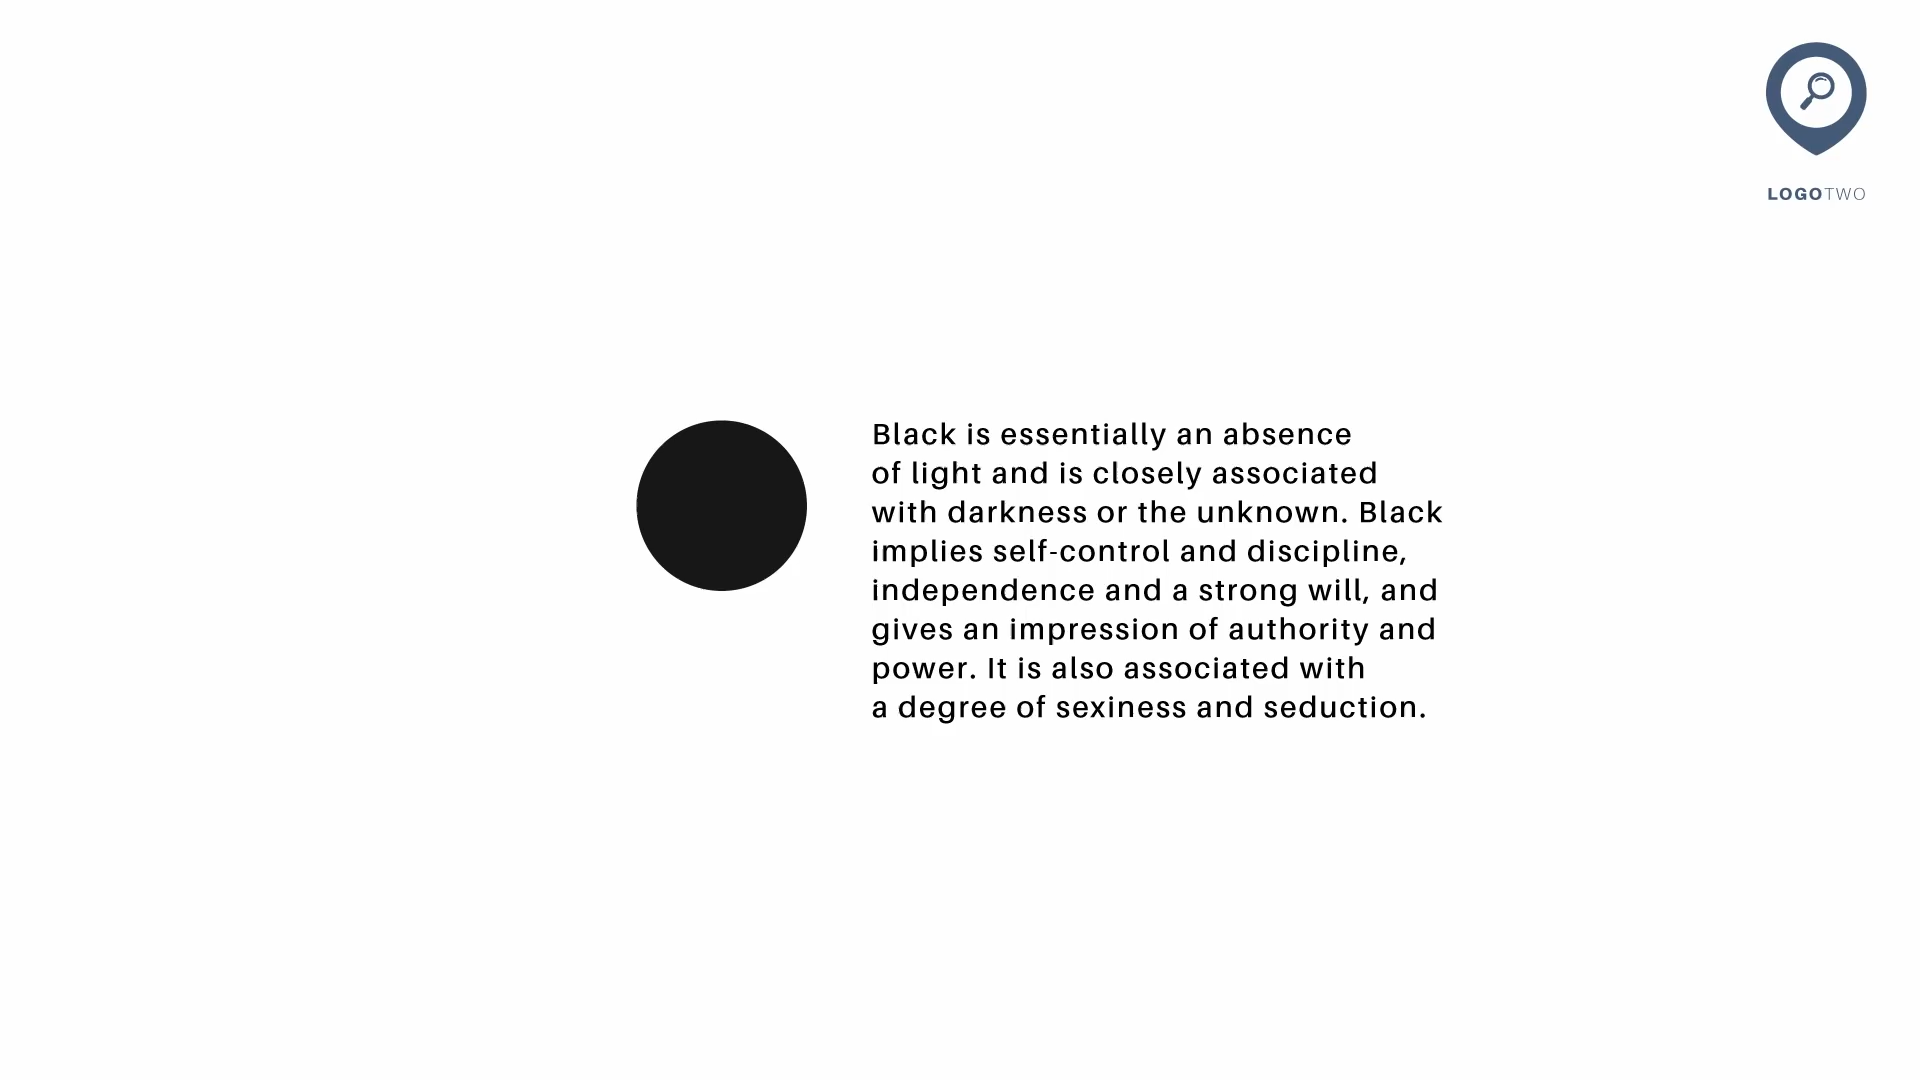 LOGOTWO
Black is essentially an absence
of light and is closely associated
with darkness or the unknown. Black
implies self-control and discipline,
independence and a strong will, and
gives an impression of authority and
power. It is also associated with
a degree of sexiness and seduction.